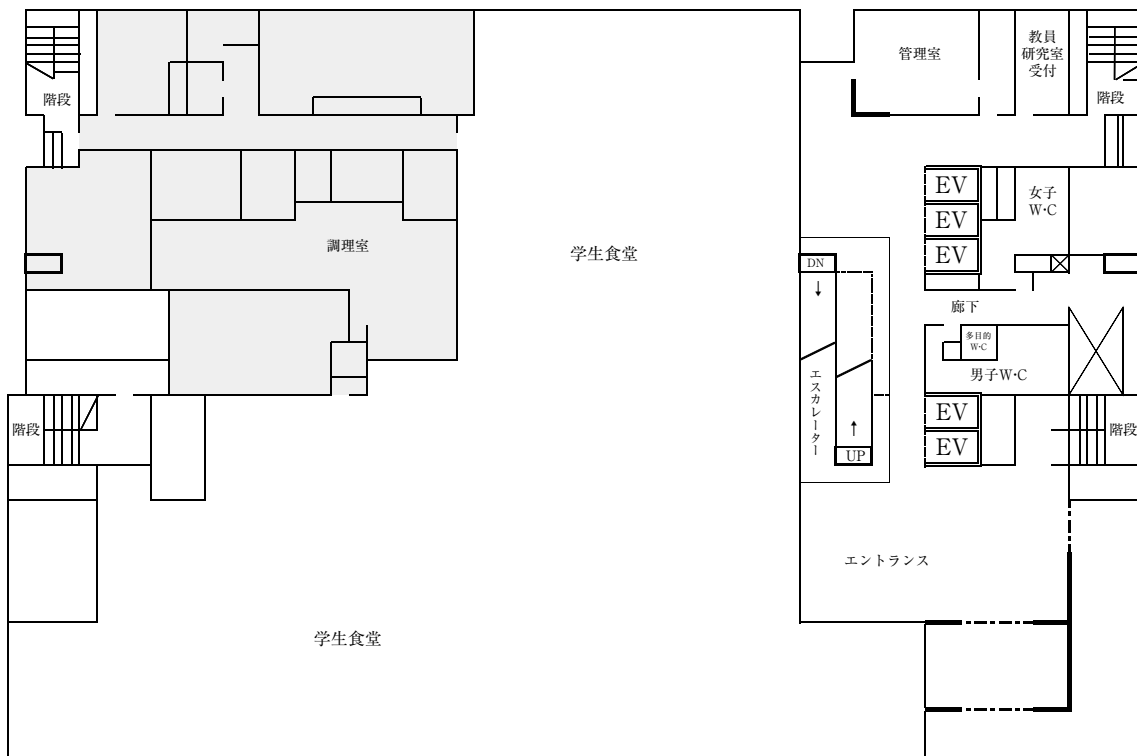 階段
管理室
教員
研究室
受付
階段
EV
EV
EV
女子
W·C
調理室
学生食堂
DN
↓
廊下
多目的
W·C
男子W·C
エスカレーター
↑
UP
EV
EV
階段
階段
エントランス
学生食堂